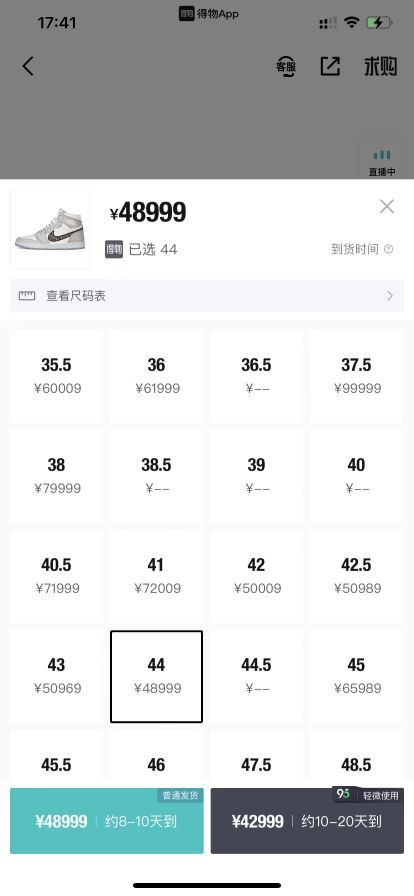 17:41
得物 得物App
客服
求购
直播中
¥48999
得物 已选 44
到货时间
查看尺码表
35.5 36 36.5 37.5
¥60009 ¥61999 ¥-- ¥99999
38 38.5 39 40
¥79999 ¥-- ¥-- ¥--
40.5 41 42 42.5
¥71999 ¥72009 ¥50009 ¥50989
43 44 44.5 45
¥50969 ¥48999 ¥-- ¥65989
45.5 46 47.5 48.5
普通发货 95 轻微使用
¥48999 约8-10天到 ¥42999 约10-20天到